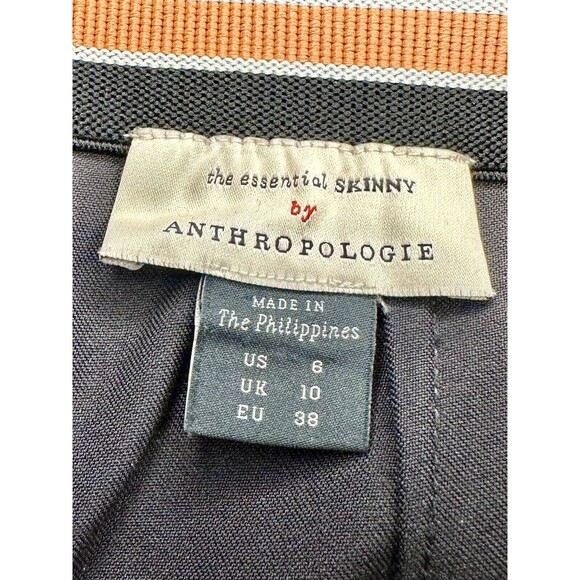 the essential SKINNY
by
ANTHROPOLOGIE
MADE IN
The Philippines
US 6
UK 10
EU 38